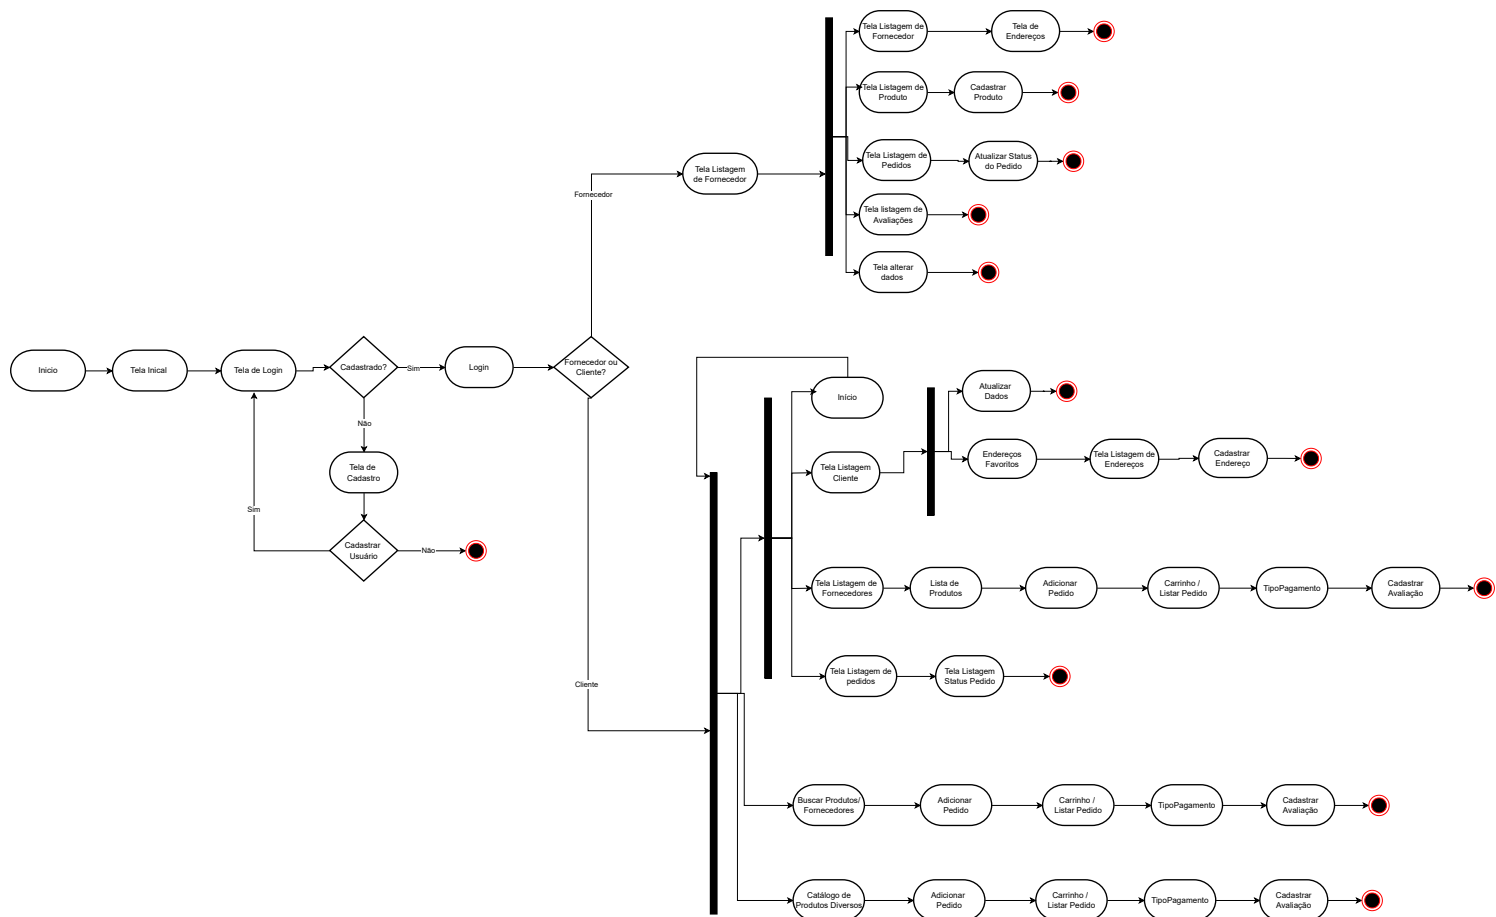 Tela Listagem de
Fornecedor
Tela de
Endereços
Tela Listagem de
Produto
Cadastrar
Produto
Tela Listagem de
Pedidos
Atualizar Status
do Pedido
Tela Listagem
de Fornecedor
Fornecedor
Tela listagem de
Avaliações
Tela alterar
dados
Inicio
Tela Inical
Tela de Login
Cadastrado?
Sim
Login
Fornecedor ou
Cliente?
Não
Tela de
Cadastro
Sim
Cadastrar
Usuário
Não
Cliente
Início
Atualizar
Dados
Tela Listagem
Cliente
Endereços
Favoritos
Tela Listagem de
Endereços
Cadastrar
Endereço
Tela Listagem de
Fornecedores
Lista de
Produtos
Adicionar
Pedido
Carrinho /
Listar Pedido
TipoPagamento
Cadastrar
Avaliação
Tela Listagem de
pedidos
Tela Listagem
Status Pedido
Buscar Produtos/
Fornecedores
Adicionar
Pedido
Carrinho /
Listar Pedido
TipoPagamento
Cadastrar
Avaliação
Catálogo de
Produtos Diversos
Adicionar
Pedido
Carrinho /
Listar Pedido
TipoPagamento
Cadastrar
Avaliação